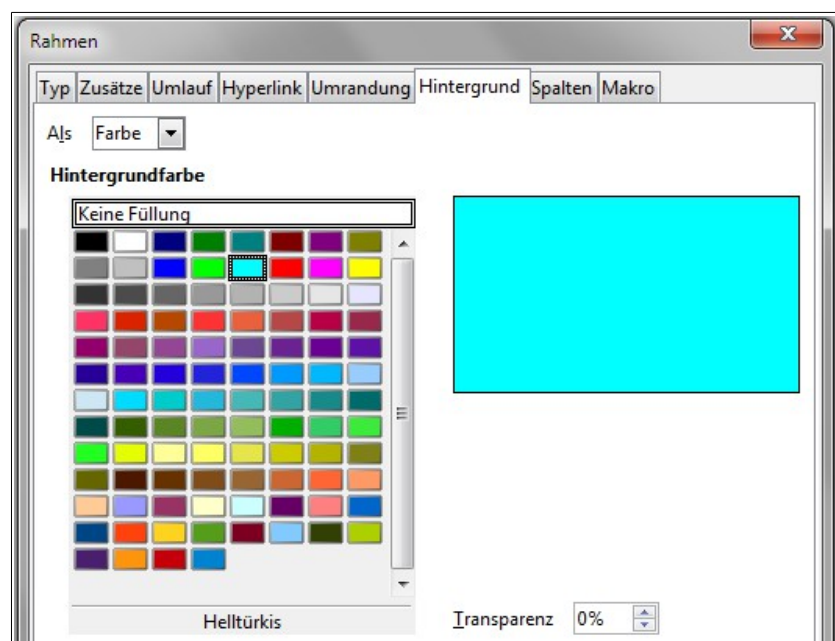 Rahmen
Typ Zusätze Umlauf Hyperlink Umrandung Hintergrund Spalten Makro
Als Farbe
Hintergrundfarbe
Keine Füllung
Helltürkis
Transparenz 0%